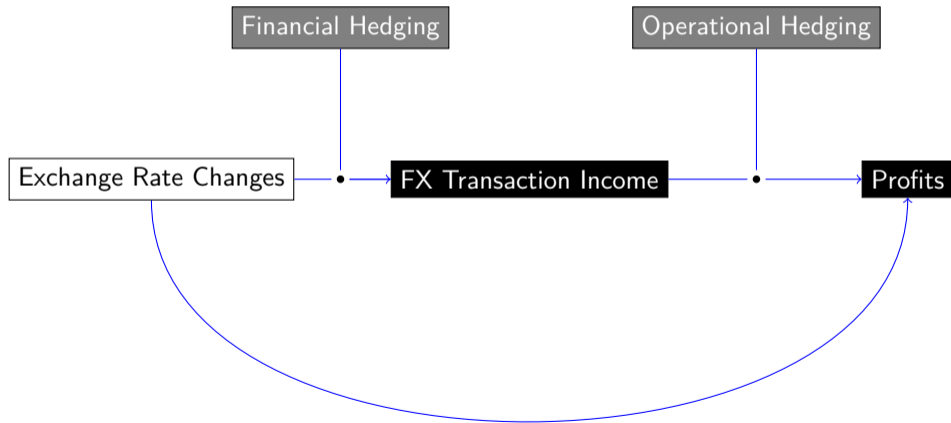 Financial Hedging
Operational Hedging
Exchange Rate Changes
FX Transaction Income
Profits